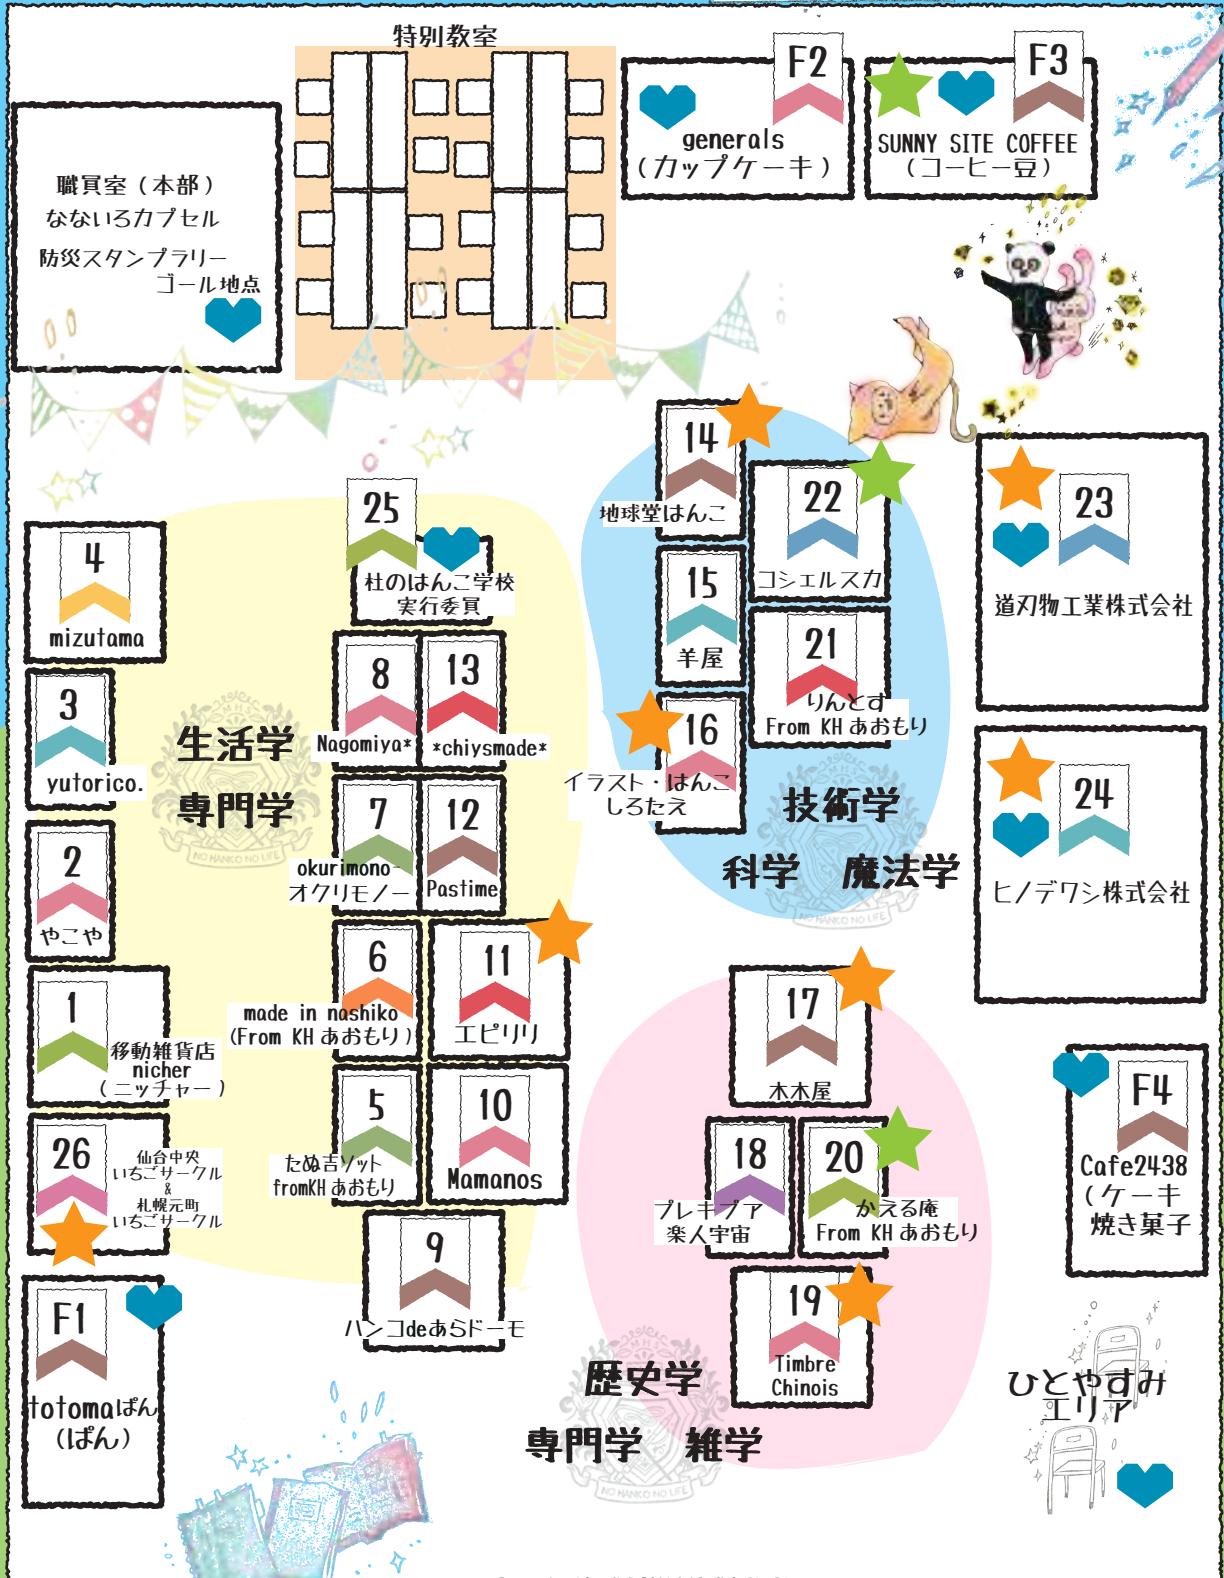 特別教室
職員室（本部）
なないろカプセル
防災スタンプラリー
ゴール地点
F2
generals
（カップケーキ）
F3
SUNNY SITE COFFEE
（コーヒー豆）
14
地球堂はんこ
22
コシェルスカ
23
道刃物工業株式会社
15
羊屋
21
りんとす
From KH あおもり
16
イラスト・はんこ
しろたえ
技術学
科学　魔法学
NO HANKO NO LIFE
24
ヒノデワシ株式会社
25
杜のはんこ学校
実行委員
4
mizutama
3
yutorico.
2
やこや
1
移動雑貨店
nicher
（ニッチャー）
26
仙台中央
いちごサークル
&
札幌元町
いちごサークル
F1
totomaぱん
（ぱん）
生活学
専門学
NO HANKO NO LIFE
8
Nagomiya*
13
*chiysmade*
7
okurimono-
オクリモノー
12
Pastime
6
made in nashiko
(From KH あおもり)
11
エピリリ
5
たぬ吉ソット
fromKH あおもり
10
Mamanos
9
ハンコdeあらドーモ
17
木木屋
18
プレキプア
楽人宇宙
20
かえる庵
From KH あおもり
19
Timbre
Chinois
歴史学
専門学　雑学
NO HANKO NO LIFE
F4
Cafe2438
（ケーキ
焼き菓子
ひとやすみ
エリア